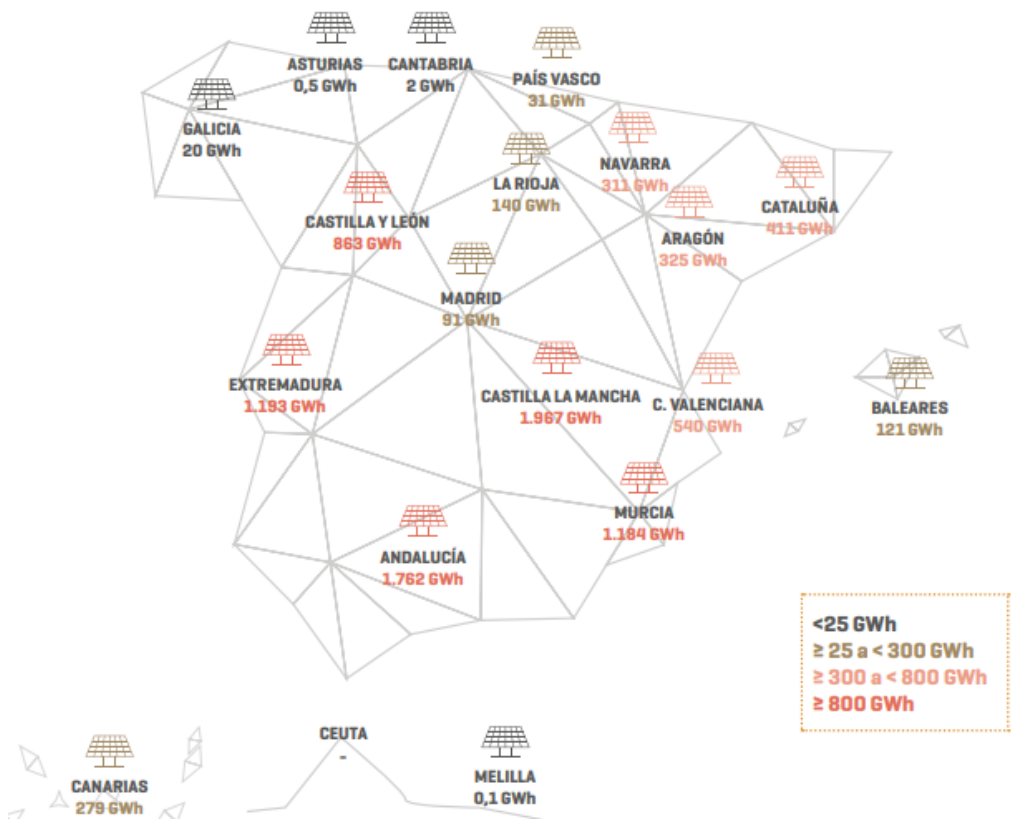 ASTURIAS
0,5 GWh
CANTABRIA
2 GWh
PAÍS VASCO
31 GWh
GALICIA
20 GWh
NAVARRA
311 GWh
LA RIOJA
140 GWh
CATALUÑA
411 GWh
CASTILLA Y LEÓN
863 GWh
ARAGÓN
325 GWh
MADRID
91 GWh
EXTREMADURA
1.193 GWh
CASTILLA LA MANCHA
1.967 GWh
C. VALENCIANA
540 GWh
BALEARES
121 GWh
MURCIA
1.184 GWh
ANDALUCÍA
1.762 GWh
<25 GWh
≥ 25 a < 300 GWh
≥ 300 a < 800 GWh
≥ 800 GWh
CEUTA
-
MELILLA
0,1 GWh
CANARIAS
279 GWh